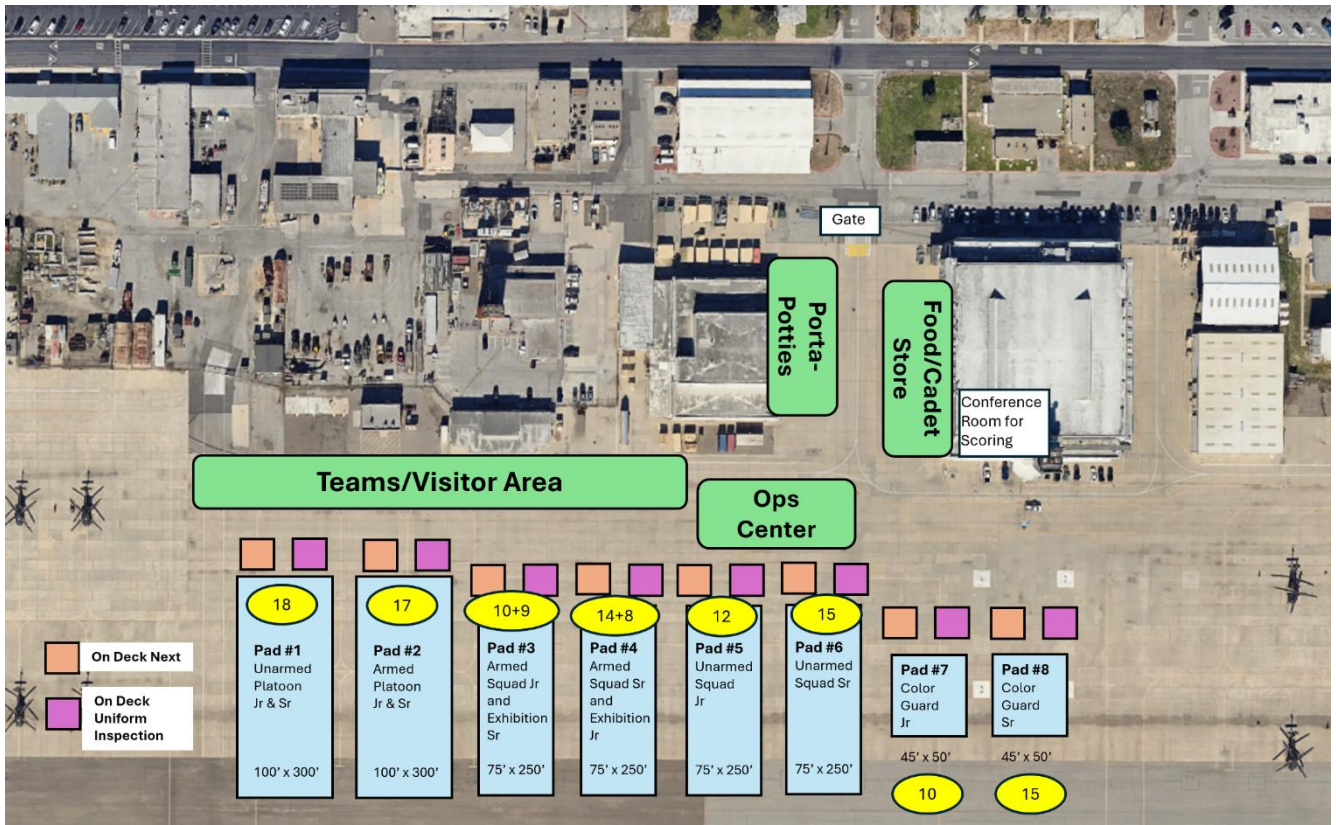 Gate
Porta-
Potties
Food/Cadet
Store
Conference
Room for
Scoring
Teams/Visitor Area
Ops
Center
18
17
10+9
14+8
12
15
Pad #1
Unarmed
Platoon
Jr & Sr
100' x 300'
Pad #2
Armed
Platoon
Jr & Sr
100' x 300'
Pad #3
Armed
Squad Jr
and
Exhibition
Sr
75' x 250'
Pad #4
Armed
Squad Sr
and
Exhibition
Jr
75' x 250'
Pad #5
Unarmed
Squad
Jr
75' x 250'
Pad #6
Unarmed
Squad Sr
75' x 250'
Pad #7
Color
Guard
Jr
45' x 50'
10
Pad #8
Color
Guard
Sr
45' x 50'
15
On Deck Next
On Deck
Uniform
Inspection